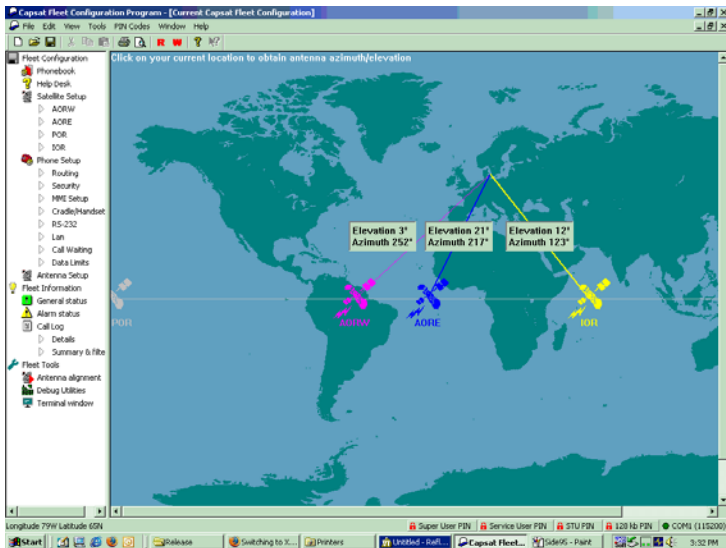 Capsat Fleet Configuration Program - [Current Capsat Fleet Configuration]
File Edit View Tools PIN Codes Window Help
R W
Fleet Configuration
Phonebook
Help Desk
Satellite Setup
AORW
AORE
POR
IOR
Phone Setup
Routing
Security
MMI Setup
Cradle/Handset
RS-232
Lan
Call Waiting
Data Limits
Antenna Setup
Fleet Information
General status
Alarm status
Call Log
Details
Summary & filte
Fleet Tools
Antenna alignment
Debug Utilities
Terminal window
Click on your current location to obtain antenna azimuth/elevation
Elevation 3°
Azimuth 252°
Elevation 21°
Azimuth 217°
Elevation 12°
Azimuth 123°
POR
AORW
AORE
IOR
Longitude 79W Latitude 65N
Super User PIN
Service User PIN
STU PIN
128 kb PIN
COM1 (115200)
Start
Release
Switching to X...
Printers
Untitled - Refl...
Capsat Fleet...
Side95 - Paint
3:32 PM